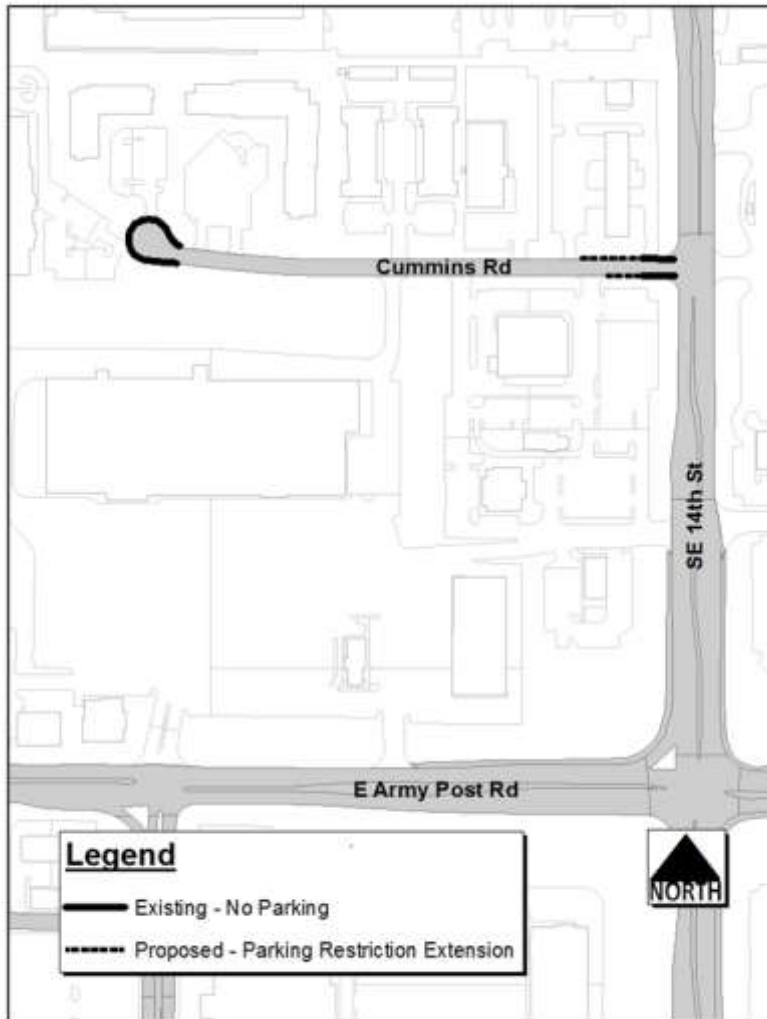 Cummins Rd
SE 14th St
E Army Post Rd
Legend
Existing - No Parking
Proposed - Parking Restriction Extension
NORTH